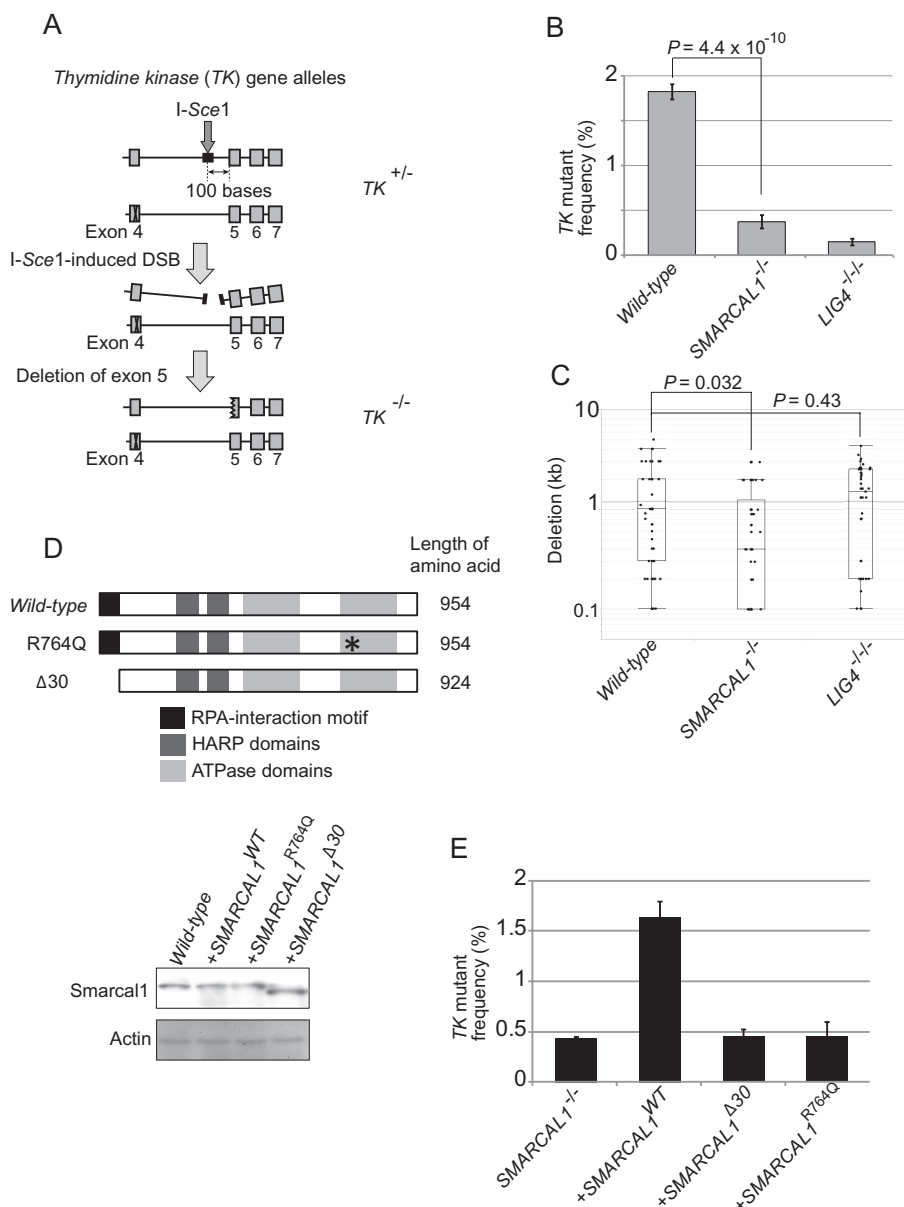 A
Thymidine kinase (TK) gene alleles
I-Sce1
100 bases
TK +/-
Exon 4 5 6 7
I-Sce1-induced DSB
Exon 4 5 6 7
Deletion of exon 5
TK -/-
Exon 4 5 6 7
B
P = 4.4 x 10-10
TK mutant
frequency (%)
2
1
0
Wild-type
SMARCAL1-/-
LIG4-/-/-
C
P = 0.032
P = 0.43
Deletion (kb)
10
1
0.1
Wild-type
SMARCAL1-/-
LIG4-/-/-
D
Length of
amino acid
Wild-type 954
R764Q * 954
Δ30 924
RPA-interaction motif
HARP domains
ATPase domains
Wild-type
+SMARCAL1WT
+SMARCAL1R764Q
+SMARCAL1Δ30
Smarcal1
Actin
E
TK mutant
frequency (%)
2
1.5
1
0.5
0
SMARCAL1-/-
+SMARCAL1WT
+SMARCAL1Δ30
+SMARCAL1R764Q